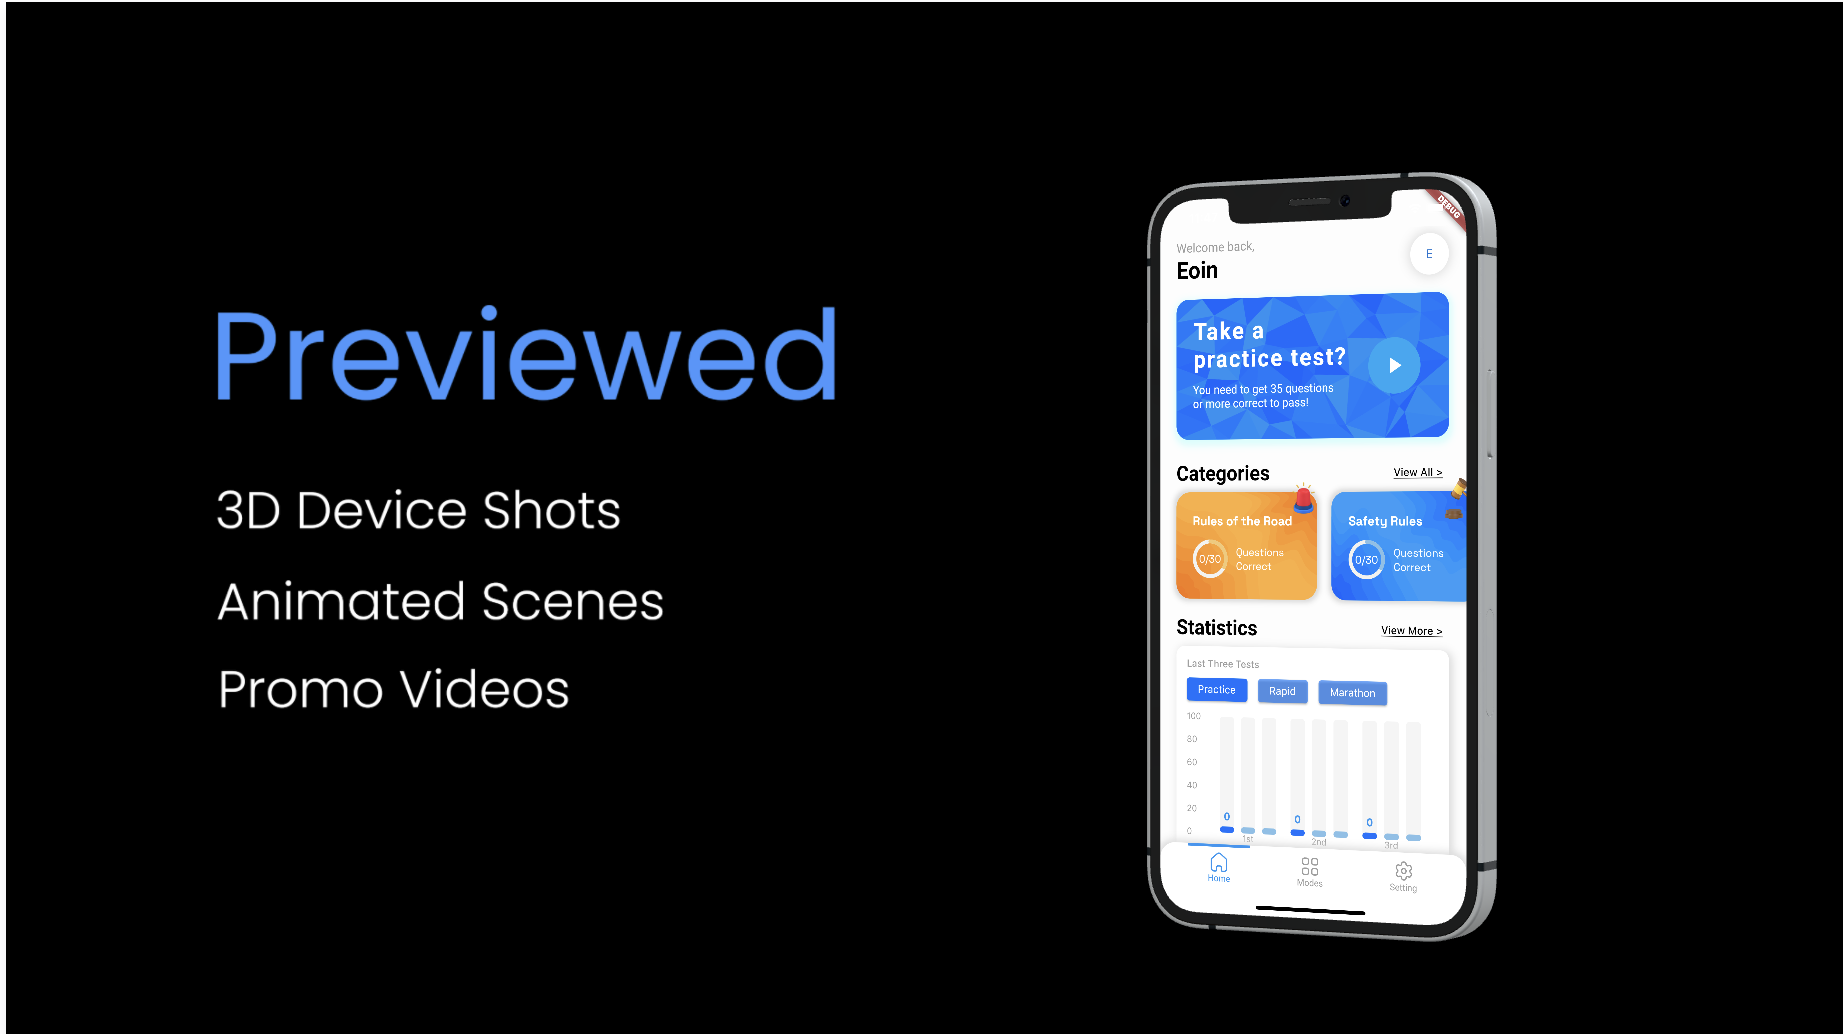 Previewed
3D Device Shots
Animated Scenes
Promo Videos
DEBUG
Welcome back,
Eoin
E
Take a
practice test?
You need to get 35 questions
or more correct to pass!
Categories
View All >
Rules of the Road
0/30
Questions
Correct
Safety Rules
0/30
Questions
Correct
Statistics
View More >
Last Three Tests
Practice
Rapid
Marathon
100
80
60
40
20
0
0
0
0
1st
2nd
3rd
Home
Modes
Setting